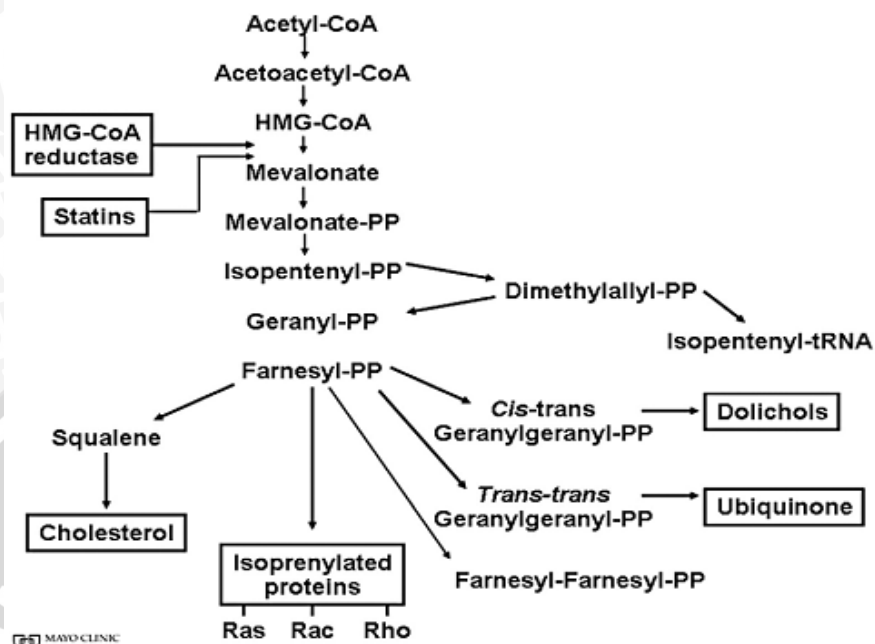 Acetyl-CoA
Acetoacetyl-CoA
HMG-CoA
HMG-CoA
reductase
Mevalonate
Statins
Mevalonate-PP
Isopentenyl-PP
Dimethylallyl-PP
Geranyl-PP
Isopentenyl-tRNA
Farnesyl-PP
Cis-trans
Geranylgeranyl-PP
Dolichols
Squalene
Trans-trans
Geranylgeranyl-PP
Ubiquinone
Cholesterol
Isoprenylated
proteins
Farnesyl-Farnesyl-PP
Ras Rac Rho
MAYO CLINIC